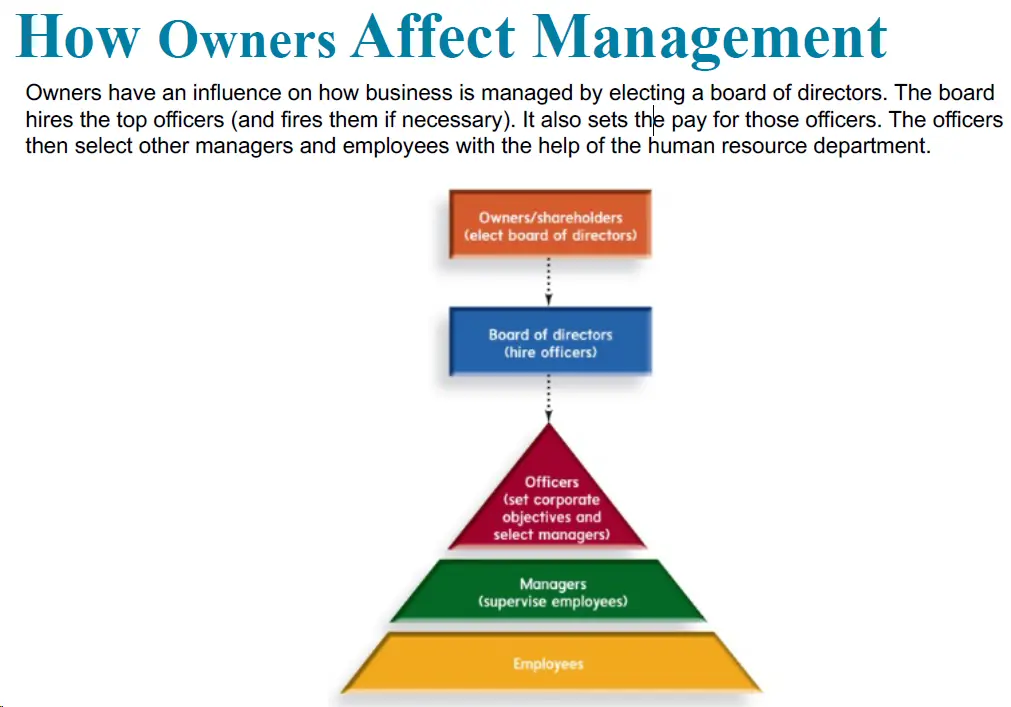 How Owners Affect Management
Owners have an influence on how business is managed by electing a board of directors. The board
hires the top officers (and fires them if necessary). It also sets the pay for those officers. The officers
then select other managers and employees with the help of the human resource department.
Owners/shareholders
(elect board of directors)
Board of directors
(hire officers)
Officers
(set corporate
objectives and
select managers)
Managers
(supervise employees)
Employees